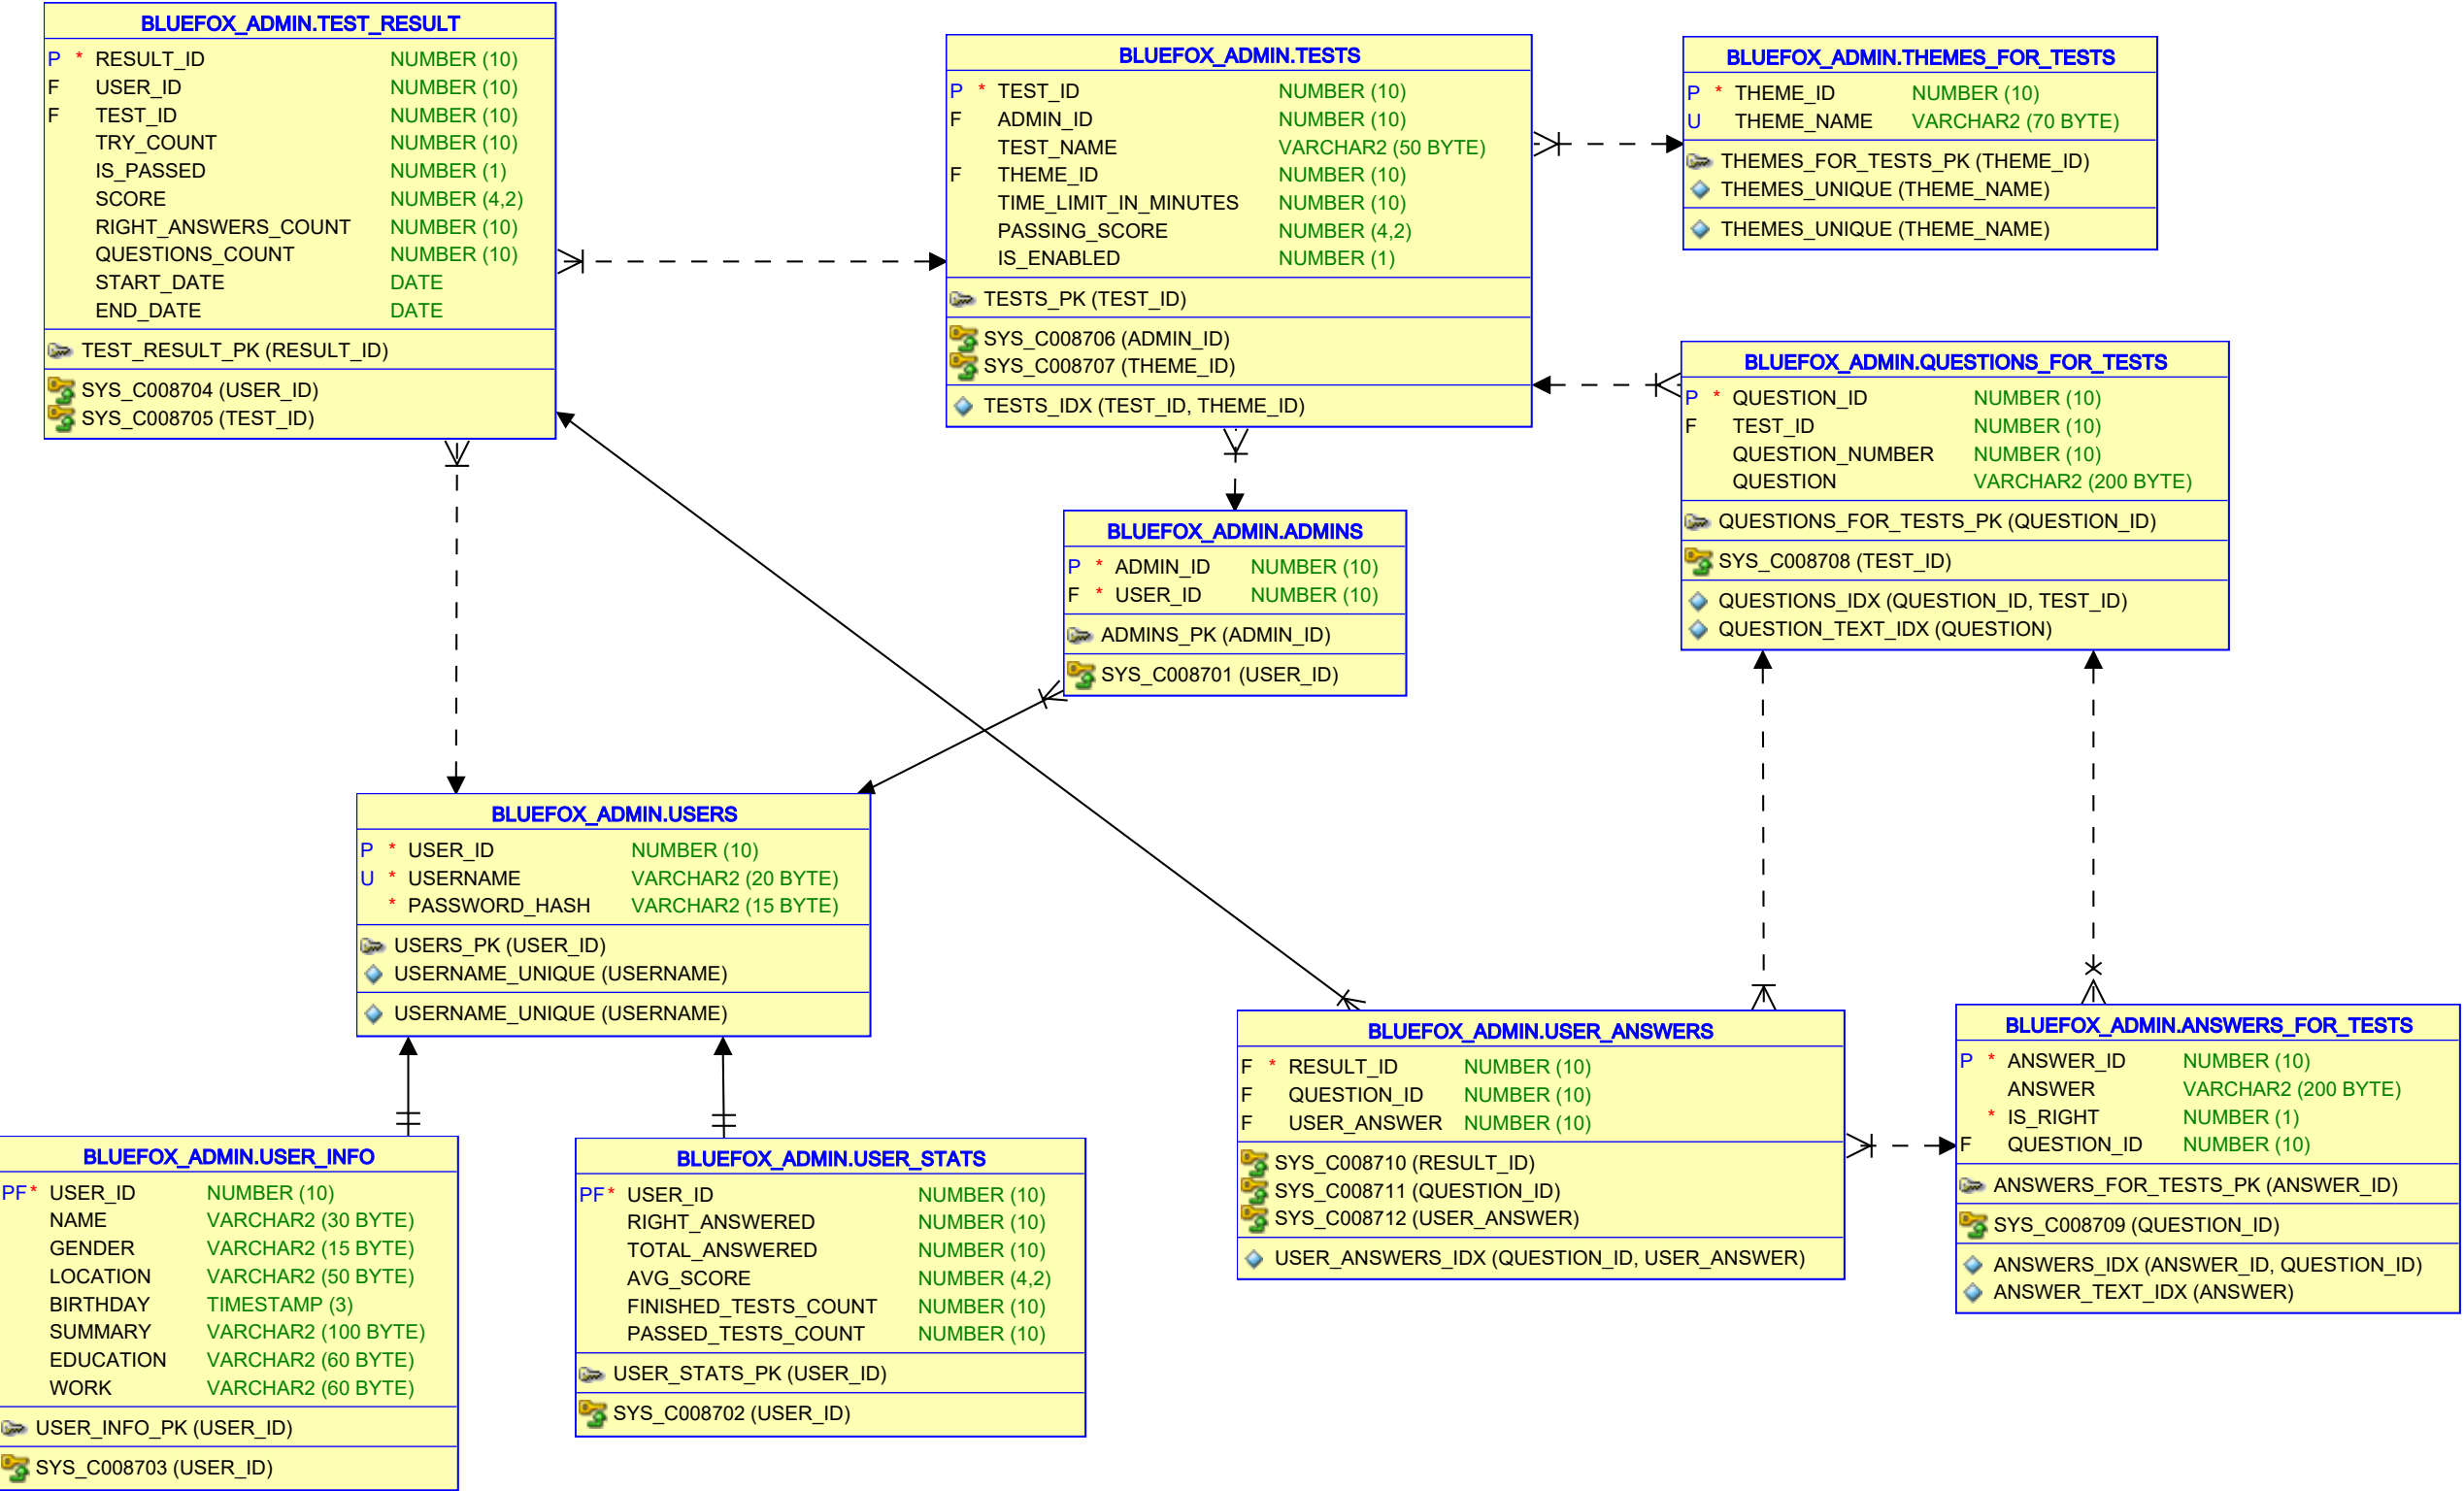 BLUEFOX_ADMIN.TEST_RESULT
P * RESULT_ID NUMBER (10)
F USER_ID NUMBER (10)
F TEST_ID NUMBER (10)
TRY_COUNT NUMBER (10)
IS_PASSED NUMBER (1)
SCORE NUMBER (4,2)
RIGHT_ANSWERS_COUNT NUMBER (10)
QUESTIONS_COUNT NUMBER (10)
START_DATE DATE
END_DATE DATE
TEST_RESULT_PK (RESULT_ID)
SYS_C008704 (USER_ID)
SYS_C008705 (TEST_ID)
BLUEFOX_ADMIN.TESTS
P * TEST_ID NUMBER (10)
F ADMIN_ID NUMBER (10)
TEST_NAME VARCHAR2 (50 BYTE)
F THEME_ID NUMBER (10)
TIME_LIMIT_IN_MINUTES NUMBER (10)
PASSING_SCORE NUMBER (4,2)
IS_ENABLED NUMBER (1)
TESTS_PK (TEST_ID)
SYS_C008706 (ADMIN_ID)
SYS_C008707 (THEME_ID)
TESTS_IDX (TEST_ID, THEME_ID)
BLUEFOX_ADMIN.THEMES_FOR_TESTS
P * THEME_ID NUMBER (10)
U THEME_NAME VARCHAR2 (70 BYTE)
THEMES_FOR_TESTS_PK (THEME_ID)
THEMES_UNIQUE (THEME_NAME)
THEMES_UNIQUE (THEME_NAME)
BLUEFOX_ADMIN.QUESTIONS_FOR_TESTS
P * QUESTION_ID NUMBER (10)
F TEST_ID NUMBER (10)
QUESTION_NUMBER NUMBER (10)
QUESTION VARCHAR2 (200 BYTE)
QUESTIONS_FOR_TESTS_PK (QUESTION_ID)
SYS_C008708 (TEST_ID)
QUESTIONS_IDX (QUESTION_ID, TEST_ID)
QUESTION_TEXT_IDX (QUESTION)
BLUEFOX_ADMIN.ADMINS
P * ADMIN_ID NUMBER (10)
F * USER_ID NUMBER (10)
ADMINS_PK (ADMIN_ID)
SYS_C008701 (USER_ID)
BLUEFOX_ADMIN.USERS
P * USER_ID NUMBER (10)
U * USERNAME VARCHAR2 (20 BYTE)
* PASSWORD_HASH VARCHAR2 (15 BYTE)
USERS_PK (USER_ID)
USERNAME_UNIQUE (USERNAME)
USERNAME_UNIQUE (USERNAME)
BLUEFOX_ADMIN.USER_INFO
PF* USER_ID NUMBER (10)
NAME VARCHAR2 (30 BYTE)
GENDER VARCHAR2 (15 BYTE)
LOCATION VARCHAR2 (50 BYTE)
BIRTHDAY TIMESTAMP (3)
SUMMARY VARCHAR2 (100 BYTE)
EDUCATION VARCHAR2 (60 BYTE)
WORK VARCHAR2 (60 BYTE)
USER_INFO_PK (USER_ID)
SYS_C008703 (USER_ID)
BLUEFOX_ADMIN.USER_STATS
PF* USER_ID NUMBER (10)
RIGHT_ANSWERED NUMBER (10)
TOTAL_ANSWERED NUMBER (10)
AVG_SCORE NUMBER (4,2)
FINISHED_TESTS_COUNT NUMBER (10)
PASSED_TESTS_COUNT NUMBER (10)
USER_STATS_PK (USER_ID)
SYS_C008702 (USER_ID)
BLUEFOX_ADMIN.USER_ANSWERS
F * RESULT_ID NUMBER (10)
F QUESTION_ID NUMBER (10)
F USER_ANSWER NUMBER (10)
SYS_C008710 (RESULT_ID)
SYS_C008711 (QUESTION_ID)
SYS_C008712 (USER_ANSWER)
USER_ANSWERS_IDX (QUESTION_ID, USER_ANSWER)
BLUEFOX_ADMIN.ANSWERS_FOR_TESTS
P * ANSWER_ID NUMBER (10)
ANSWER VARCHAR2 (200 BYTE)
* IS_RIGHT NUMBER (1)
F QUESTION_ID NUMBER (10)
ANSWERS_FOR_TESTS_PK (ANSWER_ID)
SYS_C008709 (QUESTION_ID)
ANSWERS_IDX (ANSWER_ID, QUESTION_ID)
ANSWER_TEXT_IDX (ANSWER)